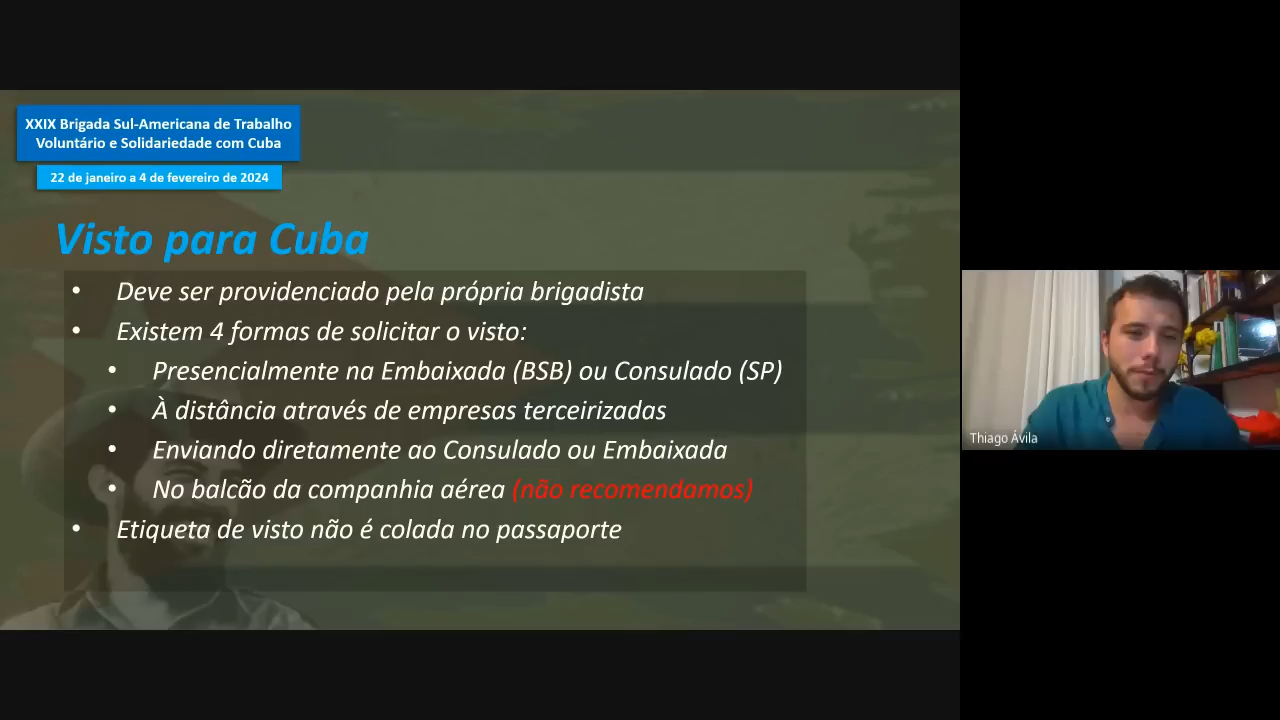 XXIX Brigada Sul-Americana de Trabalho
Voluntário e Solidariedade com Cuba
22 de janeiro a 4 de fevereiro de 2024
Visto para Cuba
• Deve ser providenciado pela própria brigadista
• Existem 4 formas de solicitar o visto:
• Presencialmente na Embaixada (BSB) ou Consulado (SP)
• À distância através de empresas terceirizadas
• Enviando diretamente ao Consulado ou Embaixada
• No balcão da companhia aérea (não recomendamos)
• Etiqueta de visto não é colada no passaporte
Thiago Ávila